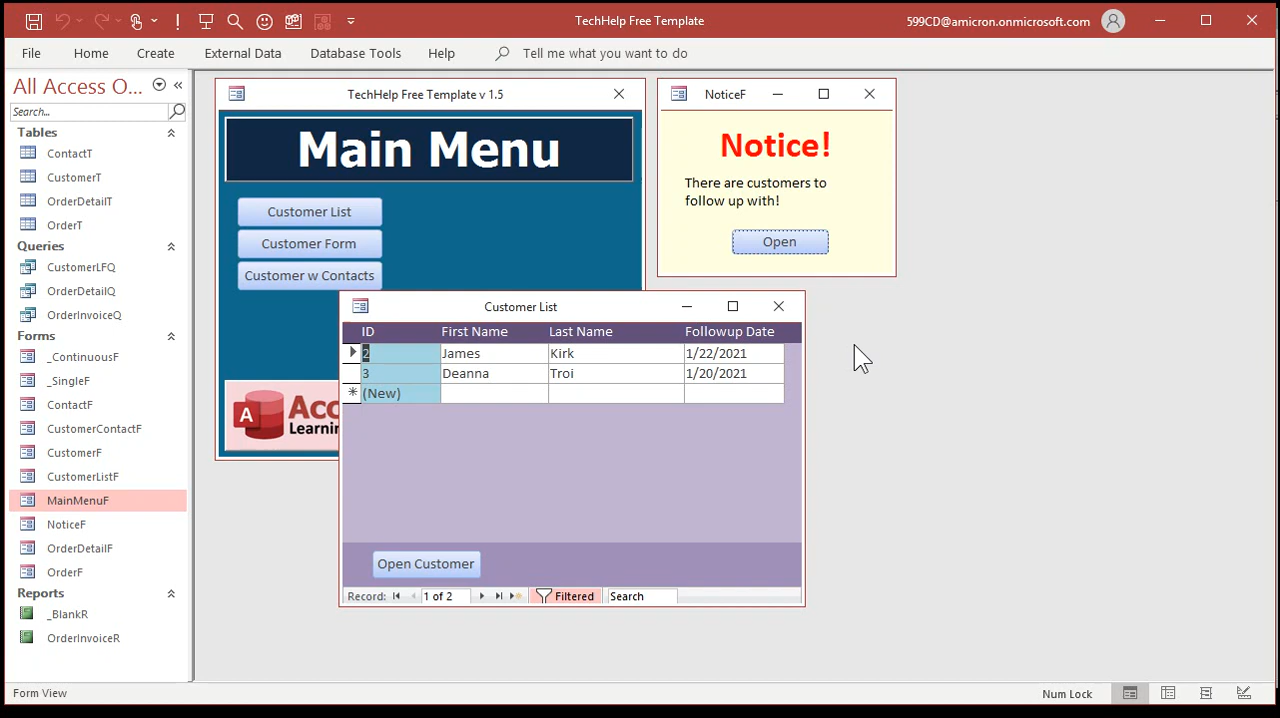 TechHelp Free Template
599CD@amicron.onmicrosoft.com
File Home Create External Data Database Tools Help Tell me what you want to do
All Access O...
Search...
Tables
ContactT
CustomerT
OrderDetailT
OrderT
Queries
CustomerLFQ
OrderDetailQ
OrderInvoiceQ
Forms
_ContinuousF
_SingleF
ContactF
CustomerContactF
CustomerF
CustomerListF
MainMenuF
NoticeF
OrderDetailF
OrderF
Reports
_BlankR
OrderInvoiceR
TechHelp Free Template v 1.5
Main Menu
Customer List
Customer Form
Customer w Contacts
A
Learnin
NoticeF
Notice!
There are customers to
follow up with!
Open
Customer List
ID First Name Last Name Followup Date
2 James Kirk 1/22/2021
3 Deanna Troi 1/20/2021
* (New)
Open Customer
Record: 1 of 2 Filtered Search
Form View
Num Lock